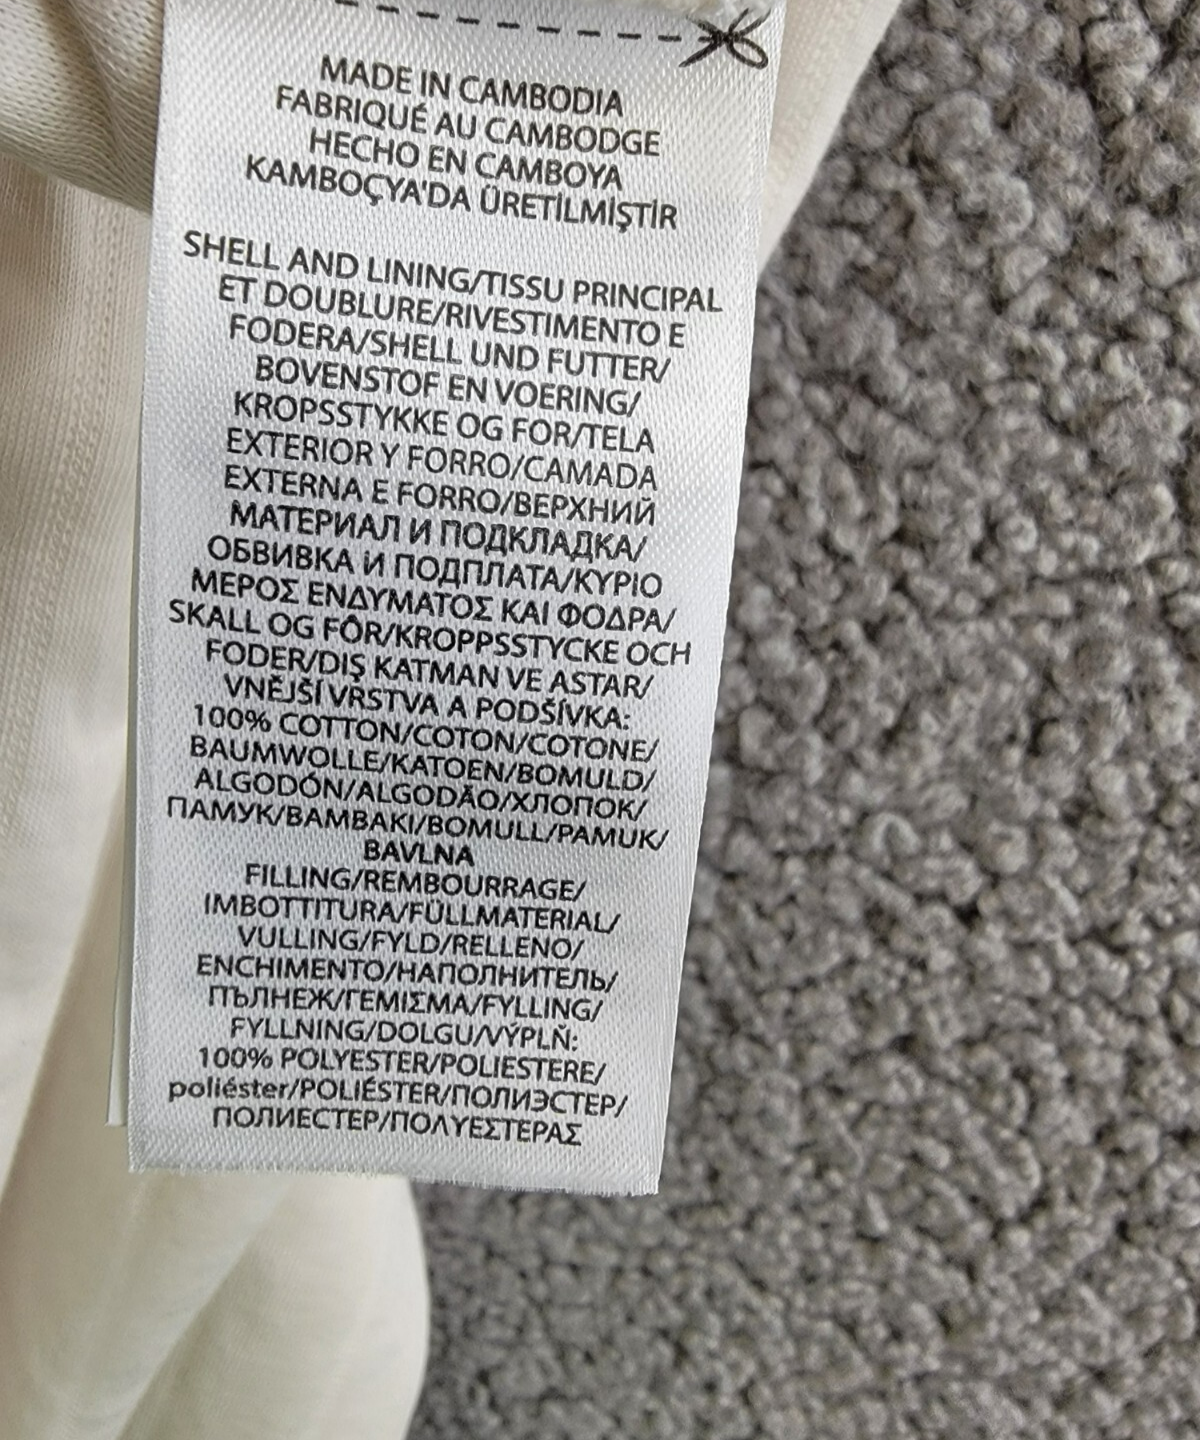 MADE IN CAMBODIA
FABRIQUÉ AU CAMBODGE
HECHO EN CAMBOYA
KAMBOÇYA'DA ÜRETİLMİŞTİR
SHELL AND LINING/TISSU PRINCIPAL
ET DOUBLURE/RIVESTIMENTO E
FODERA/SHELL UND FUTTER/
BOVENSTOF EN VOERING/
KROPSSTYKKE OG FOR/TELA
EXTERIOR Y FORRO/CAMADA
EXTERNA E FORRO/ВЕРХНИЙ
МАТЕРИАЛ И ПОДКЛАДКА/
ОБВИВКА И ПОДПЛАТА/ΚΥΡΙΟ
ΜΕΡΟΣ ΕΝΔΥΜΑΤΟΣ ΚΑΙ ΦΟΔΡΑ/
SKALL OG FÔR/KROPPSSTYCKE OCH
FODER/DIŞ KATMAN VE ASTAR/
VNĚJŠÍ VRSTVA A PODŠÍVKA:
100% COTTON/COTON/COTONE/
BAUMWOLLE/KATOEN/BOMULD/
ALGODÓN/ALGODÃO/ХЛОПОК/
ПАМУК/ΒΑΜΒΑΚΙ/BOMULL/PAMUK/
BAVLNA
FILLING/REMBOURRAGE/
IMBOTTITURA/FÜLLMATERIAL/
VULLING/FYLD/RELLENO/
ENCHIMENTO/НАПОЛНИТЕЛЬ/
ПЪЛНЕЖ/ΓΕΜΙΣΜΑ/FYLLING/
FYLLNING/DOLGU/VÝPLŇ:
100% POLYESTER/POLIESTERE/
poliéster/POLIÉSTER/ПОЛИЭСТЕР/
ПОЛИЕСТЕР/ΠΟΛΥΕΣΤΕΡΑΣ